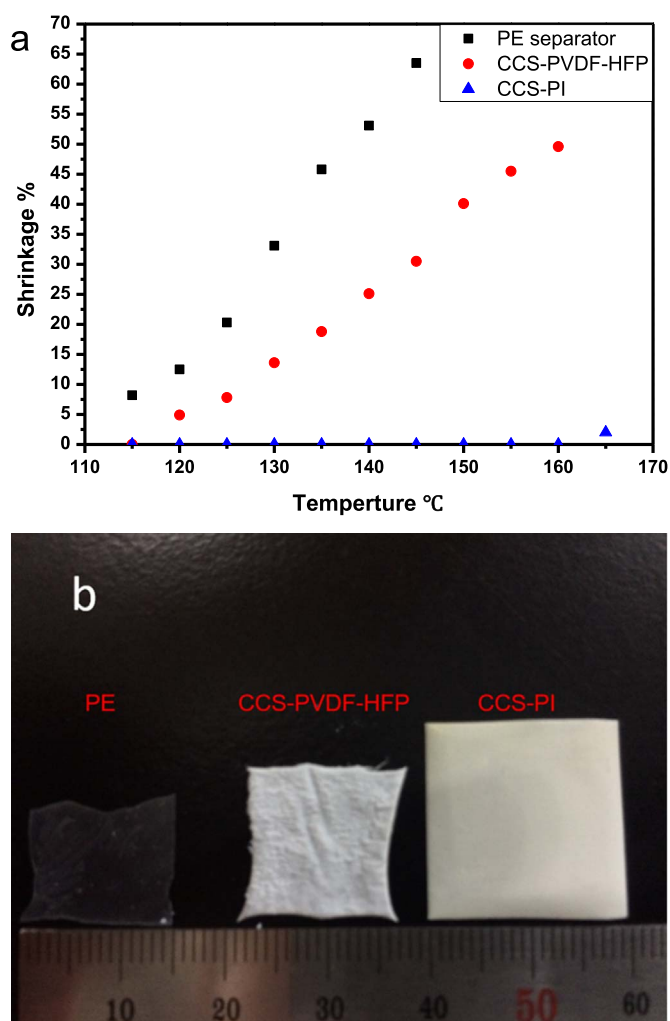 a
70
65
60
55
50
45
40
35
30
25
20
15
10
5
0
Shrinkage %
PE separator
CCS-PVDF-HFP
CCS-PI
110 120 130 140 150 160 170
Temperture ℃
b
PE CCS-PVDF-HFP CCS-PI
10 20 30 40 50 60